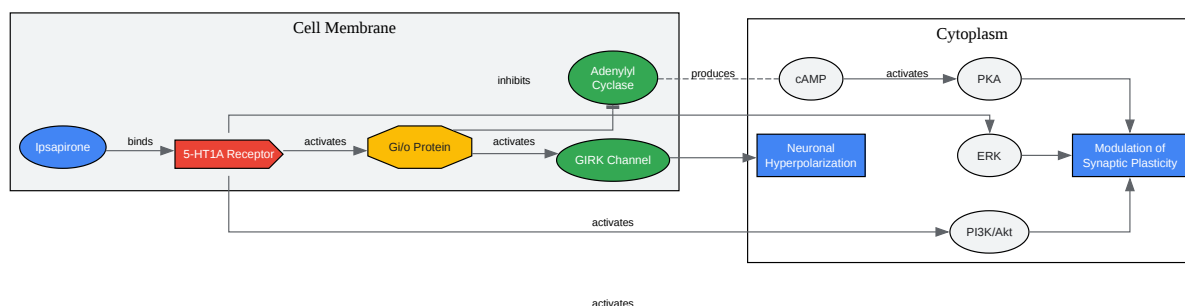 Cell Membrane
Cytoplasm
inhibits
Adenylyl
Cyclase
produces
cAMP
activates
PKA
Ipsapirone
binds
5-HT1A Receptor
activates
Gi/o Protein
activates
GIRK Channel
Neuronal
Hyperpolarization
ERK
Modulation of
Synaptic Plasticity
activates
PI3K/Akt
activates